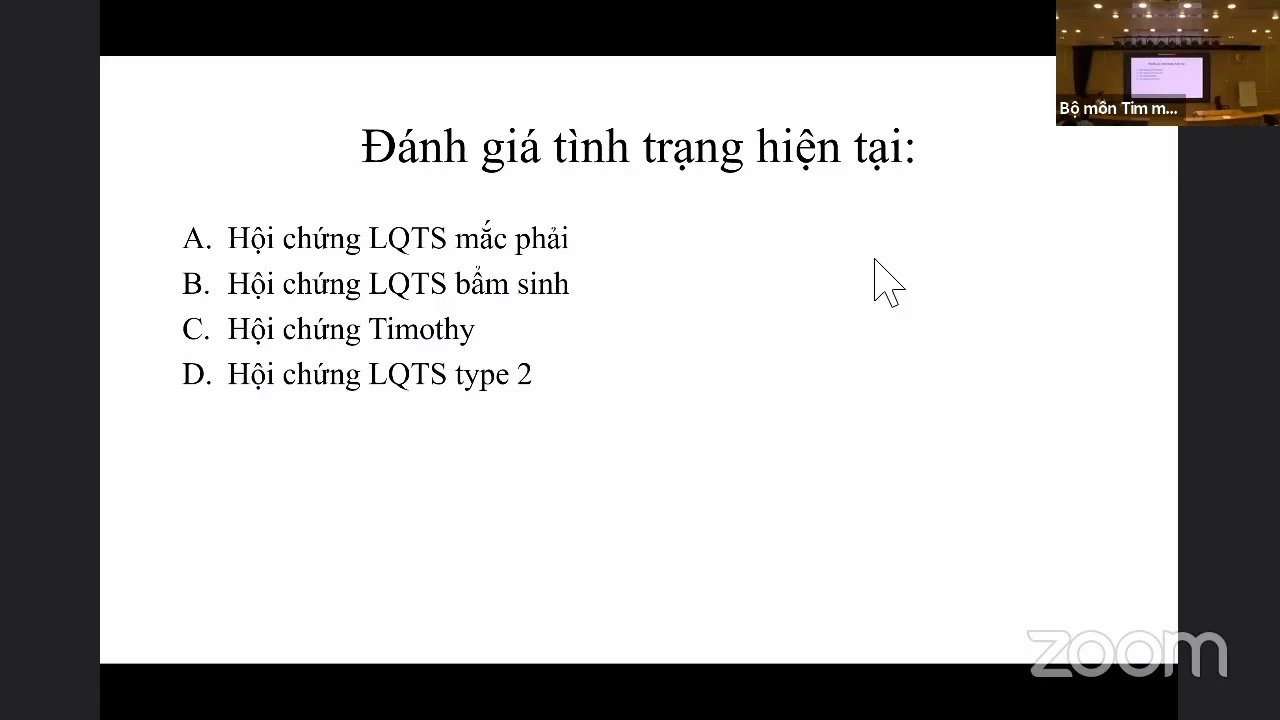 Bộ môn Tim m...
Đánh giá tình trạng hiện tại:
A. Hội chứng LQTS mắc phải
B. Hội chứng LQTS bẩm sinh
C. Hội chứng Timothy
D. Hội chứng LQTS type 2
zoom